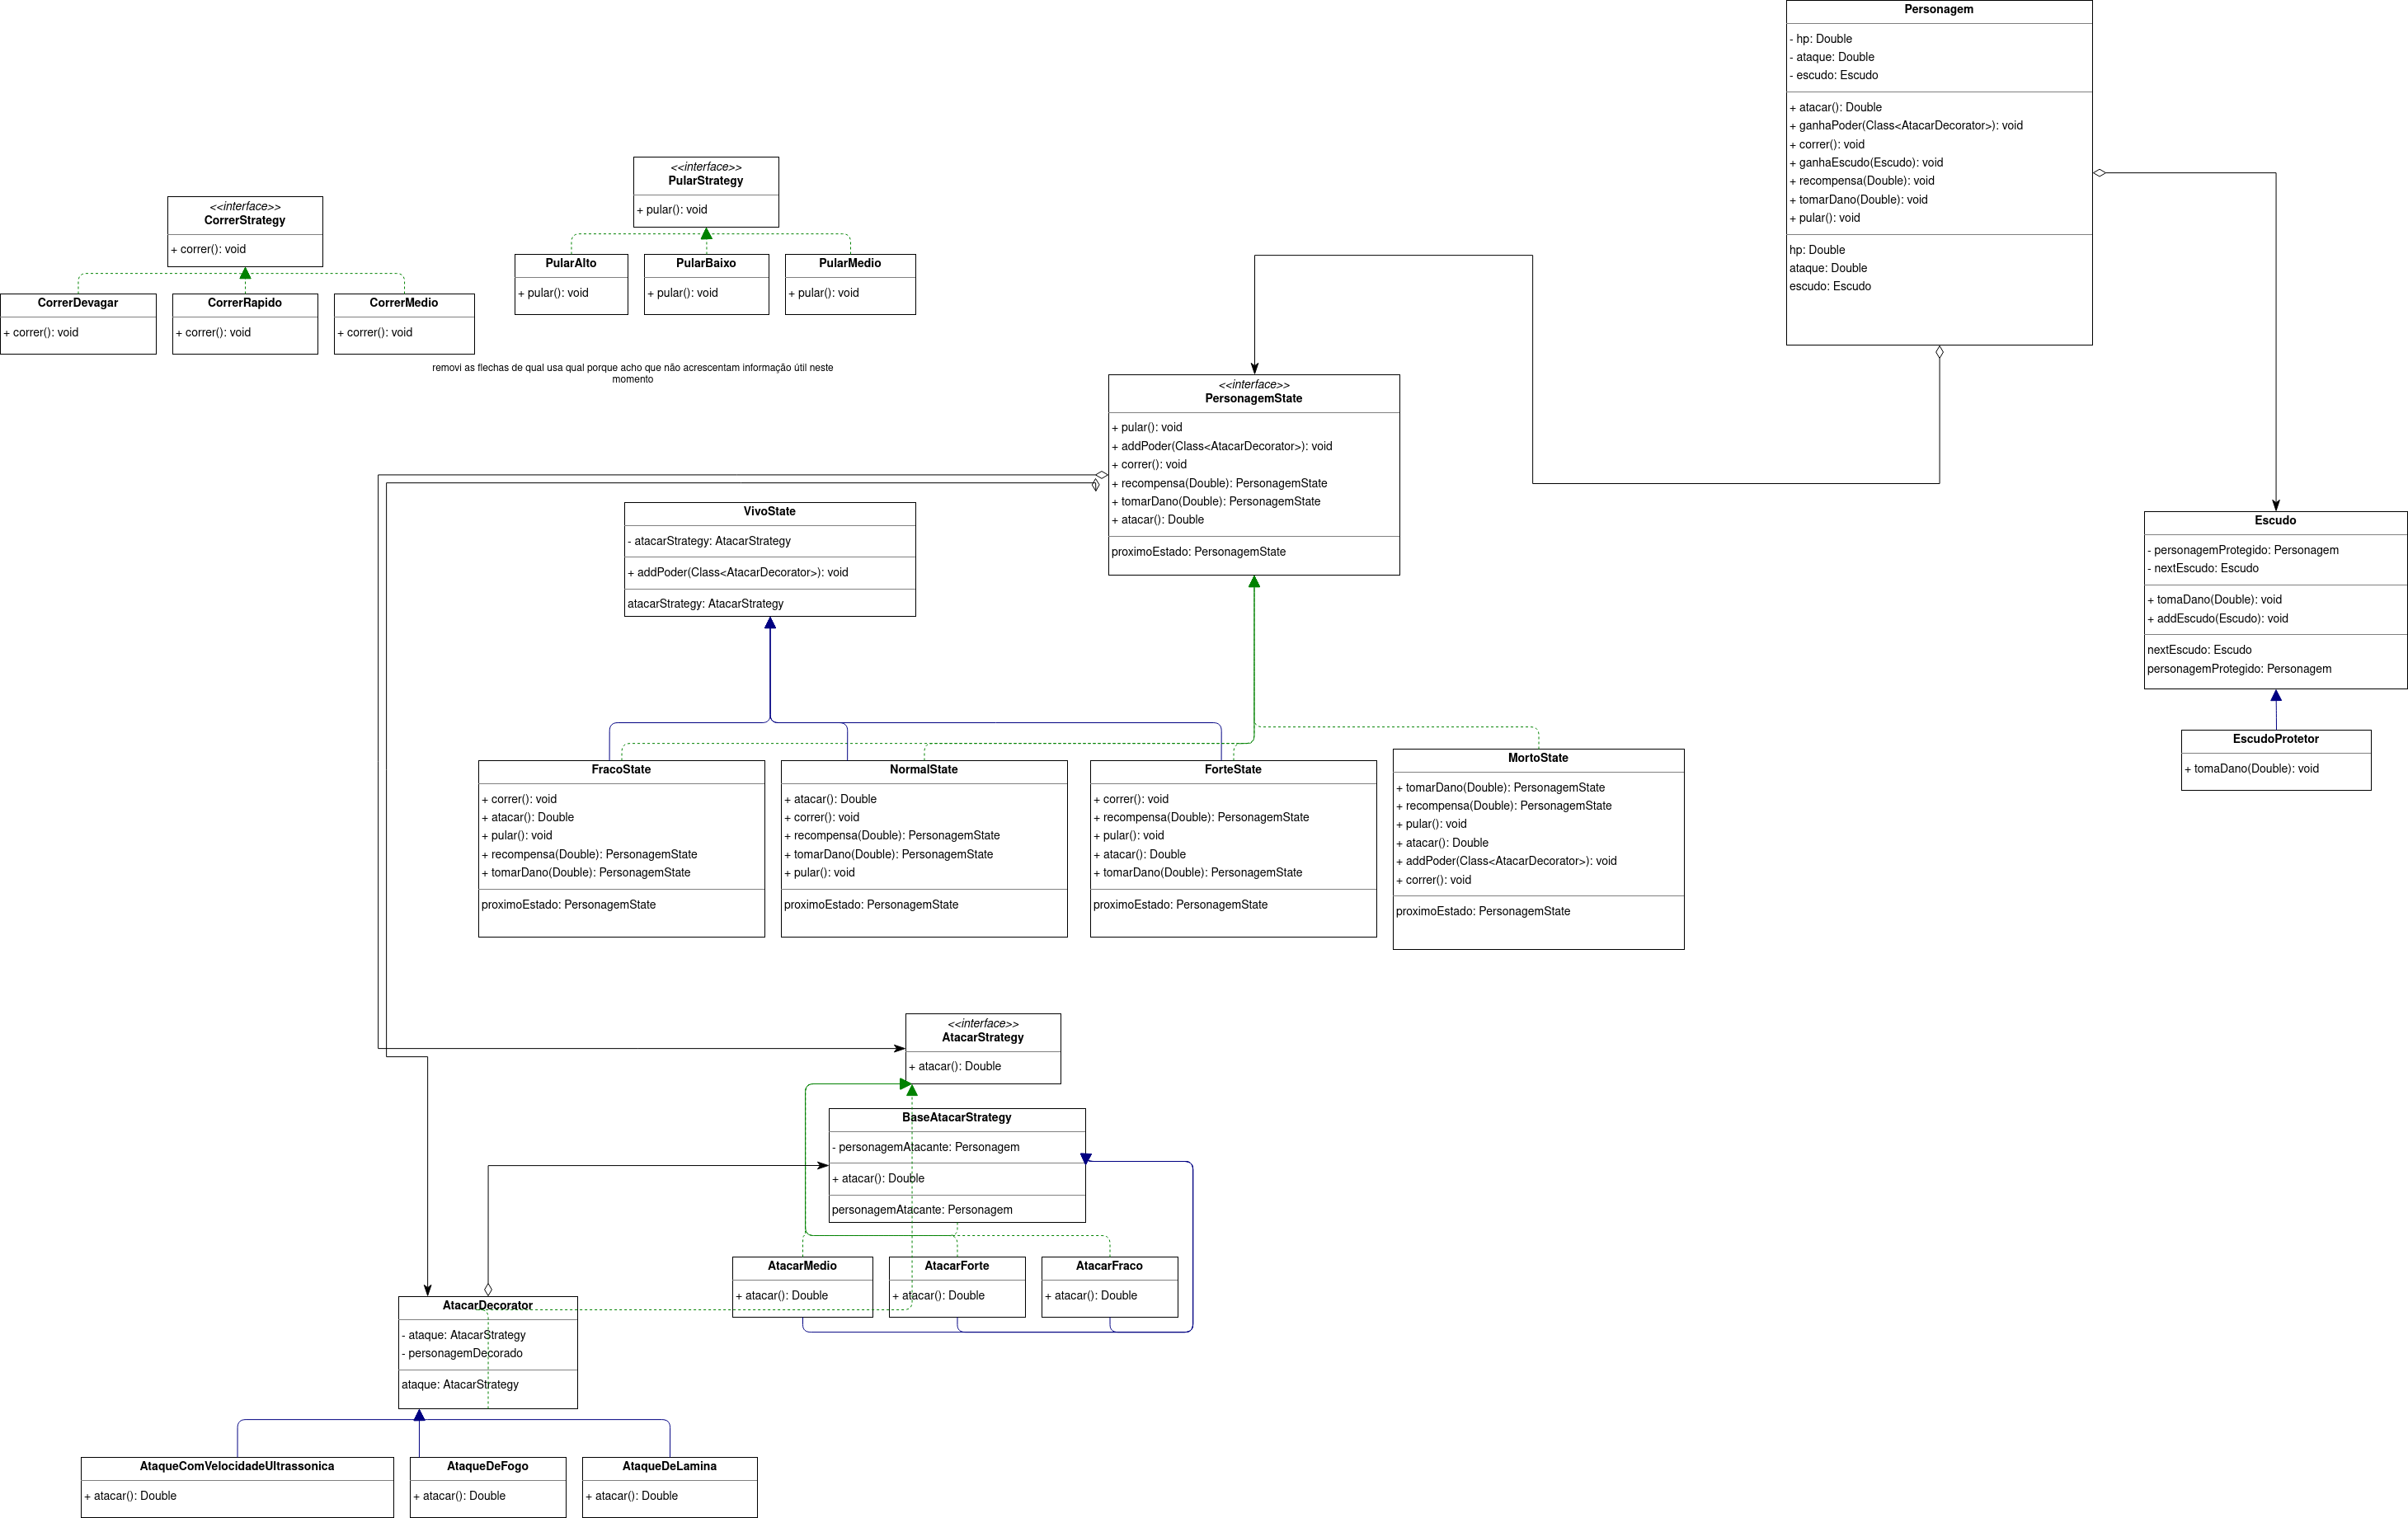 Personagem
- hp: Double
- ataque: Double
- escudo: Escudo
+ atacar(): Double
+ ganhaPoder(Class<AtacarDecorator>): void
+ correr(): void
+ ganhaEscudo(Escudo): void
+ recompensa(Double): void
+ tomarDano(Double): void
+ pular(): void
hp: Double
ataque: Double
escudo: Escudo
<<interface>>
PularStrategy
+ pular(): void
<<interface>>
CorrerStrategy
+ correr(): void
PularAlto
+ pular(): void
PularBaixo
+ pular(): void
PularMedio
+ pular(): void
CorrerDevagar
+ correr(): void
CorrerRapido
+ correr(): void
CorrerMedio
+ correr(): void
removi as flechas de qual usa qual porque acho que não acrescentam informação útil neste
momento
<<interface>>
PersonagemState
+ pular(): void
+ addPoder(Class<AtacarDecorator>): void
+ correr(): void
+ recompensa(Double): PersonagemState
+ tomarDano(Double): PersonagemState
+ atacar(): Double
proximoEstado: PersonagemState
VivoState
- atacarStrategy: AtacarStrategy
+ addPoder(Class<AtacarDecorator>): void
atacarStrategy: AtacarStrategy
Escudo
- personagemProtegido: Personagem
- nextEscudo: Escudo
+ tomaDano(Double): void
+ addEscudo(Escudo): void
nextEscudo: Escudo
personagemProtegido: Personagem
EscudoProtetor
+ tomaDano(Double): void
FracoState
+ correr(): void
+ atacar(): Double
+ pular(): void
+ recompensa(Double): PersonagemState
+ tomarDano(Double): PersonagemState
proximoEstado: PersonagemState
NormalState
+ atacar(): Double
+ correr(): void
+ recompensa(Double): PersonagemState
+ tomarDano(Double): PersonagemState
+ pular(): void
proximoEstado: PersonagemState
ForteState
+ correr(): void
+ recompensa(Double): PersonagemState
+ pular(): void
+ atacar(): Double
+ tomarDano(Double): PersonagemState
proximoEstado: PersonagemState
MortoState
+ tomarDano(Double): PersonagemState
+ recompensa(Double): PersonagemState
+ pular(): void
+ atacar(): Double
+ addPoder(Class<AtacarDecorator>): void
+ correr(): void
proximoEstado: PersonagemState
<<interface>>
AtacarStrategy
+ atacar(): Double
BaseAtacarStrategy
- personagemAtacante: Personagem
+ atacar(): Double
personagemAtacante: Personagem
AtacarMedio
+ atacar(): Double
AtacarForte
+ atacar(): Double
AtacarFraco
+ atacar(): Double
AtacarDecorator
- ataque: AtacarStrategy
- personagemDecorado
ataque: AtacarStrategy
AtaqueComVelocidadeUltrassonica
+ atacar(): Double
AtaqueDeFogo
+ atacar(): Double
AtaqueDeLamina
+ atacar(): Double